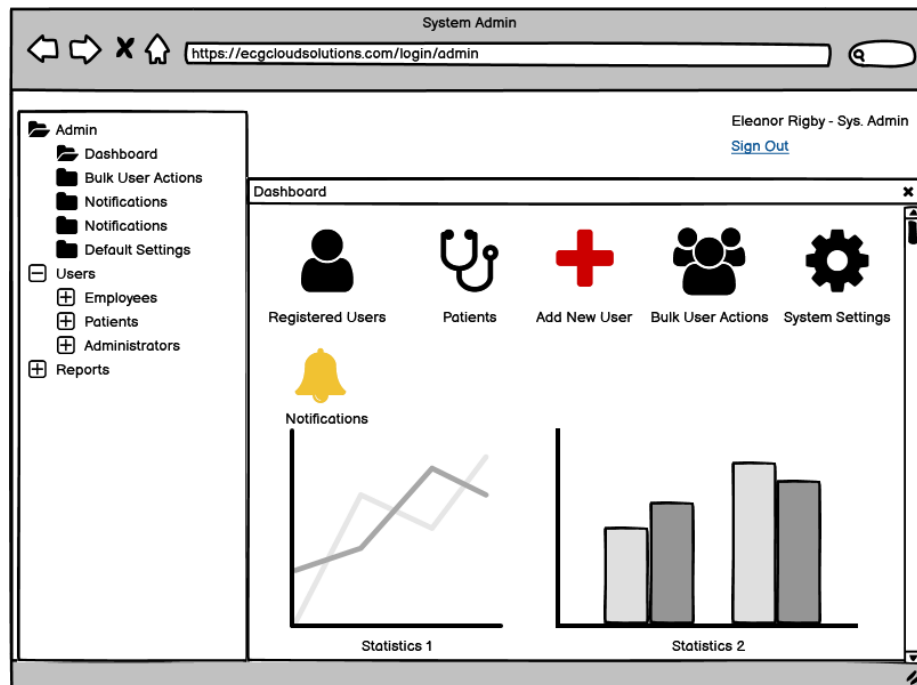 System Admin
https://ecgcloudsolutions.com/login/admin
Eleanor Rigby - Sys. Admin
Sign Out
Admin
Dashboard
Bulk User Actions
Notifications
Notifications
Default Settings
Users
Employees
Patients
Administrators
Reports
Dashboard
Registered Users
Patients
Add New User
Bulk User Actions
System Settings
Notifications
Statistics 1
Statistics 2